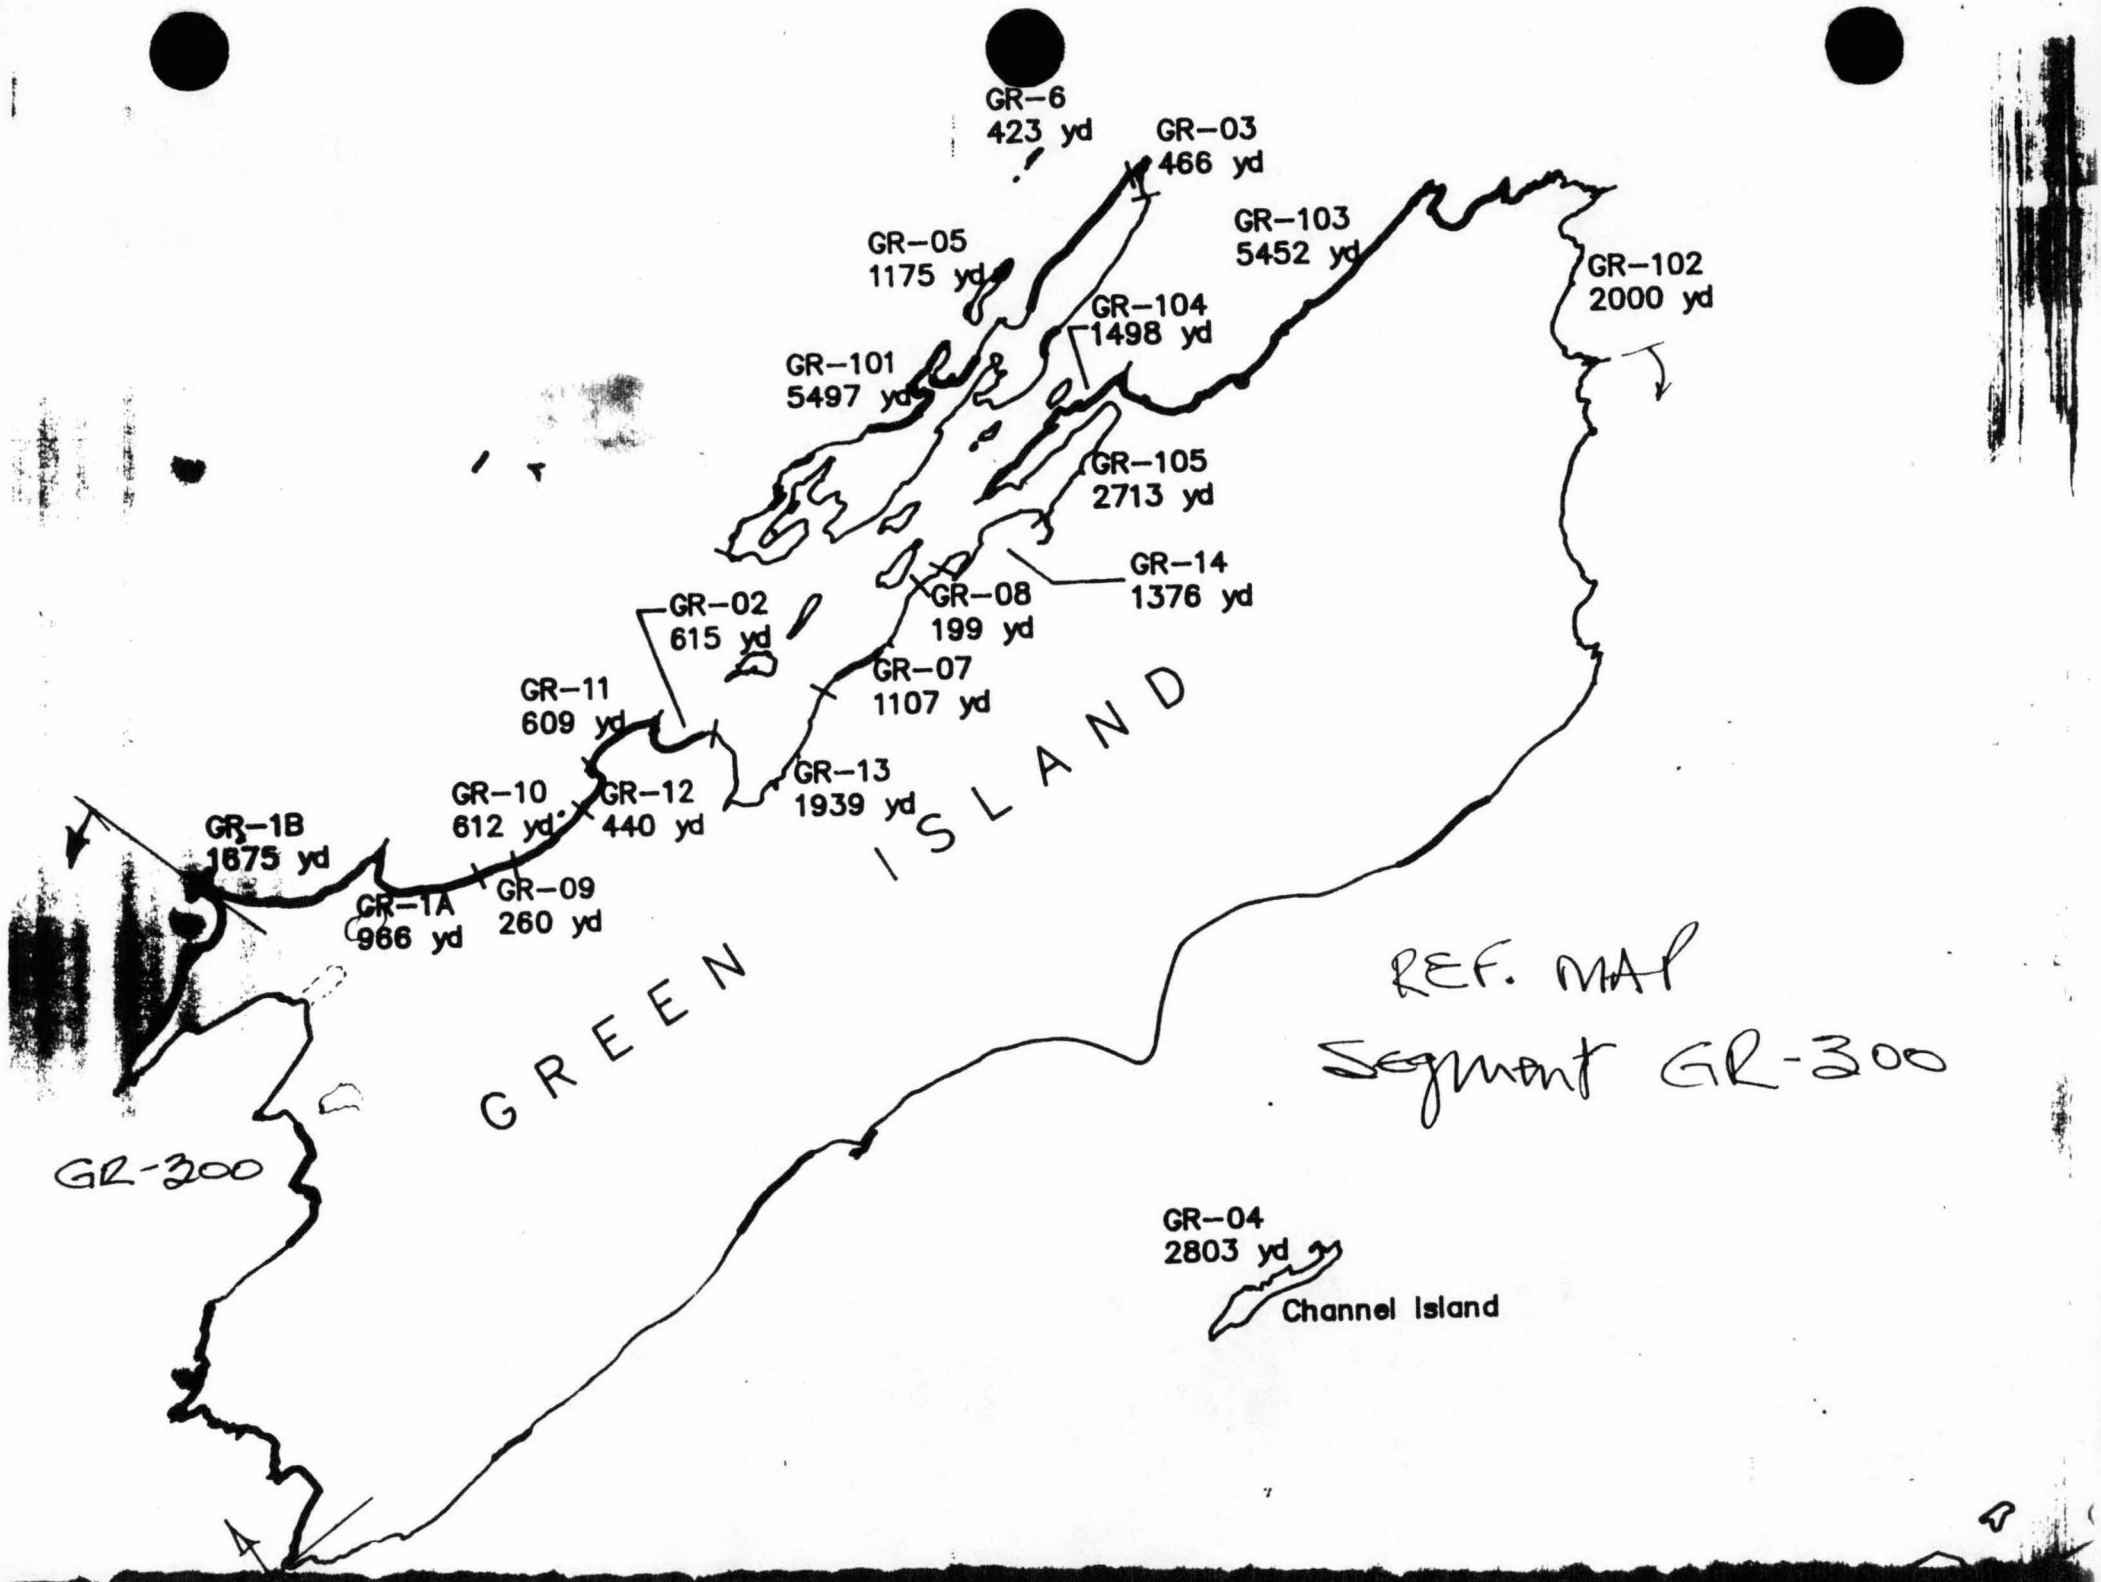 GR-6
423 yd
GR-03
466 yd
GR-103
5452 yd
GR-05
1175 yd
GR-102
2000 yd
GR-104
1498 yd
GR-101
5497 yd
GR-105
2713 yd
GR-14
1376 yd
GR-02
615 yd
GR-08
199 yd
GR-07
1107 yd
GR-11
609 yd
GR-13
1939 yd
GR-10
612 yd
GR-12
440 yd
GR-1B
yd
GR-09
260 yd
GR-1A
966 yd
GREEN ISLAND
REF. MAP
Segment GR-300
GR-300
GR-04
2803 yd
Channel Island